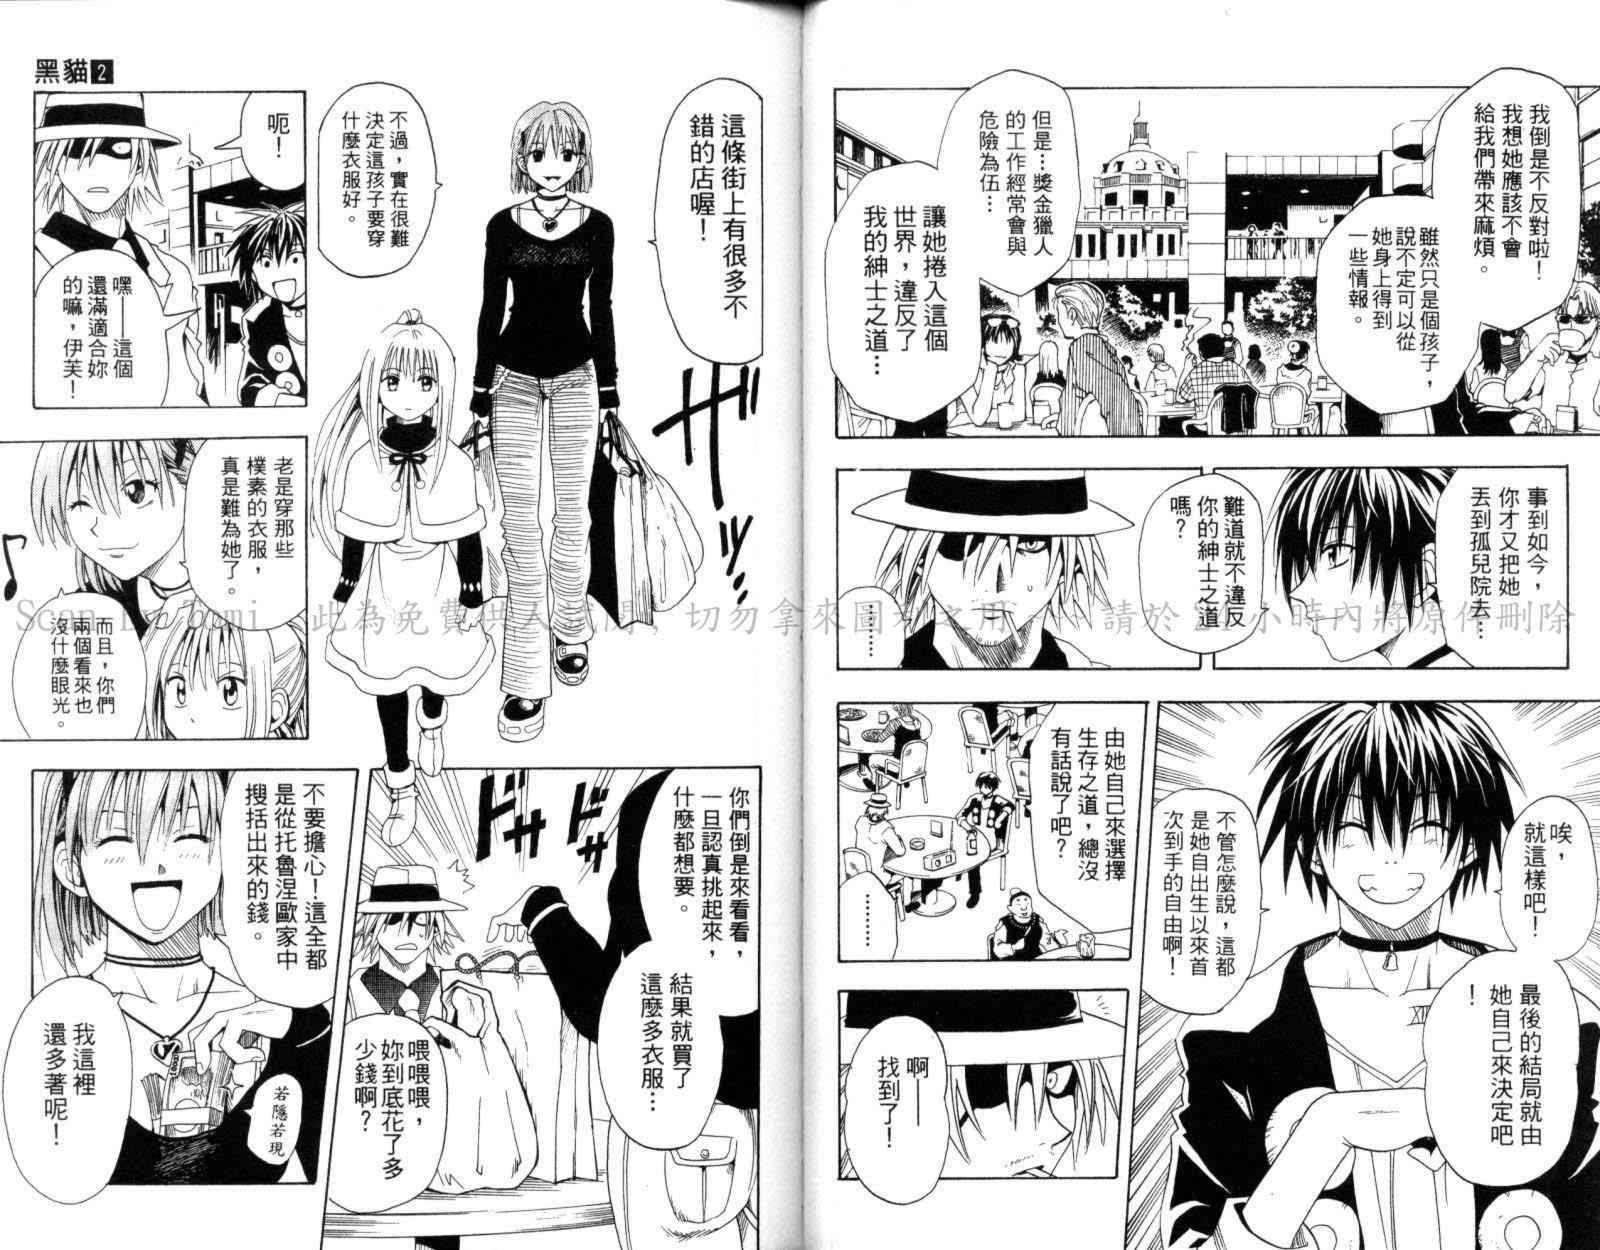 我倒是不反對啦！
我想她應該不會
給我們帶來麻煩。
雖然只是個孩子，
說不定可以從
她身上得到
一些情報。
但是…獎金獵人
的工作經常會與
危險為伍…
讓她捲入這個
世界，違反了
我的紳士之道…
事到如今，
你才又把她
丟到孤兒院去…
難道就不違反
你的紳士之道
嗎？
………
唉，
就這樣吧！
最後的結局就由
她自己來決定吧
！
不管怎麼說，這都
是她自出生以來首
次到手的自由啊！
XIII
由她自己來選擇
生存之道，總沒
有話說了吧？
………
啊——
找到了！
黑貓2
這條街上有很多不
錯的店喔！
不過，實在很難
決定這孩子要穿
什麼衣服好。
ザッ
呃！
嘿——這個
還滿適合妳
的嘛，伊芙！
老是穿那些
樸素的衣服，
真是難為她了。
♪
而且，你們
兩個看來也
沒什麼眼光。
你們倒是來看看，
一旦認真挑起來，
什麼都想要。
結果就買了
這麼多衣服…
ドドッ
喂喂喂，
妳到底花了多
少錢啊？
不要擔心！這全都
是從托魯涅歐家中
搜括出來的錢。
我這裡
還多著呢！
若隱若現
Scan by Tomi 此為免費供人試閱，切勿拿來圖利之用 請於24小時內將原件刪除